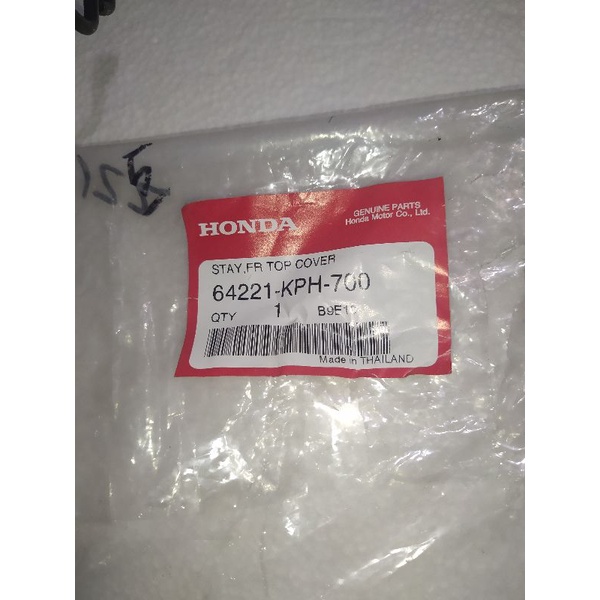 HONDA
GENUINE PARTS
Honda Motor Co., Ltd.
STAY,FR TOP COVER
64221-KPH-700
QTY 1
Made in THAILAND